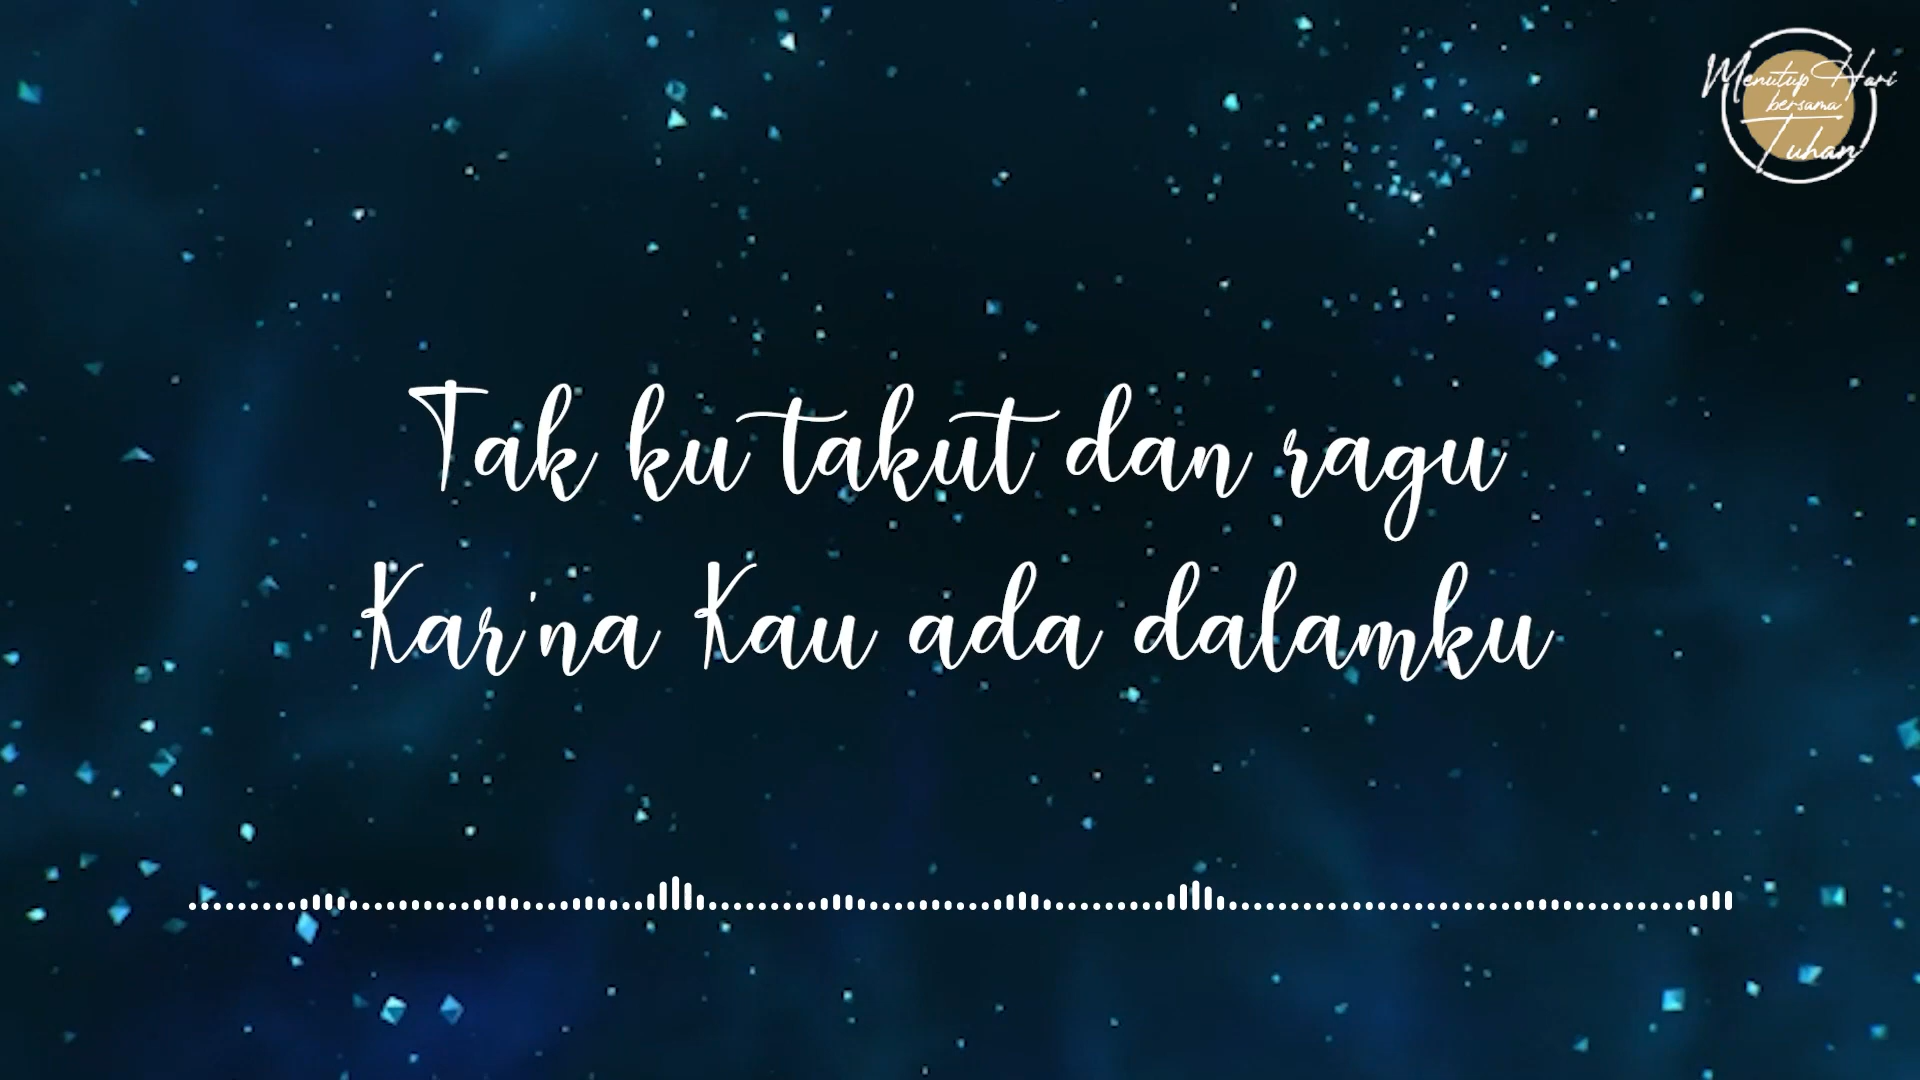 Menutup Hari
bersama
Tuhan
Tak ku takut dan ragu
Kar'na Kau ada dalamku